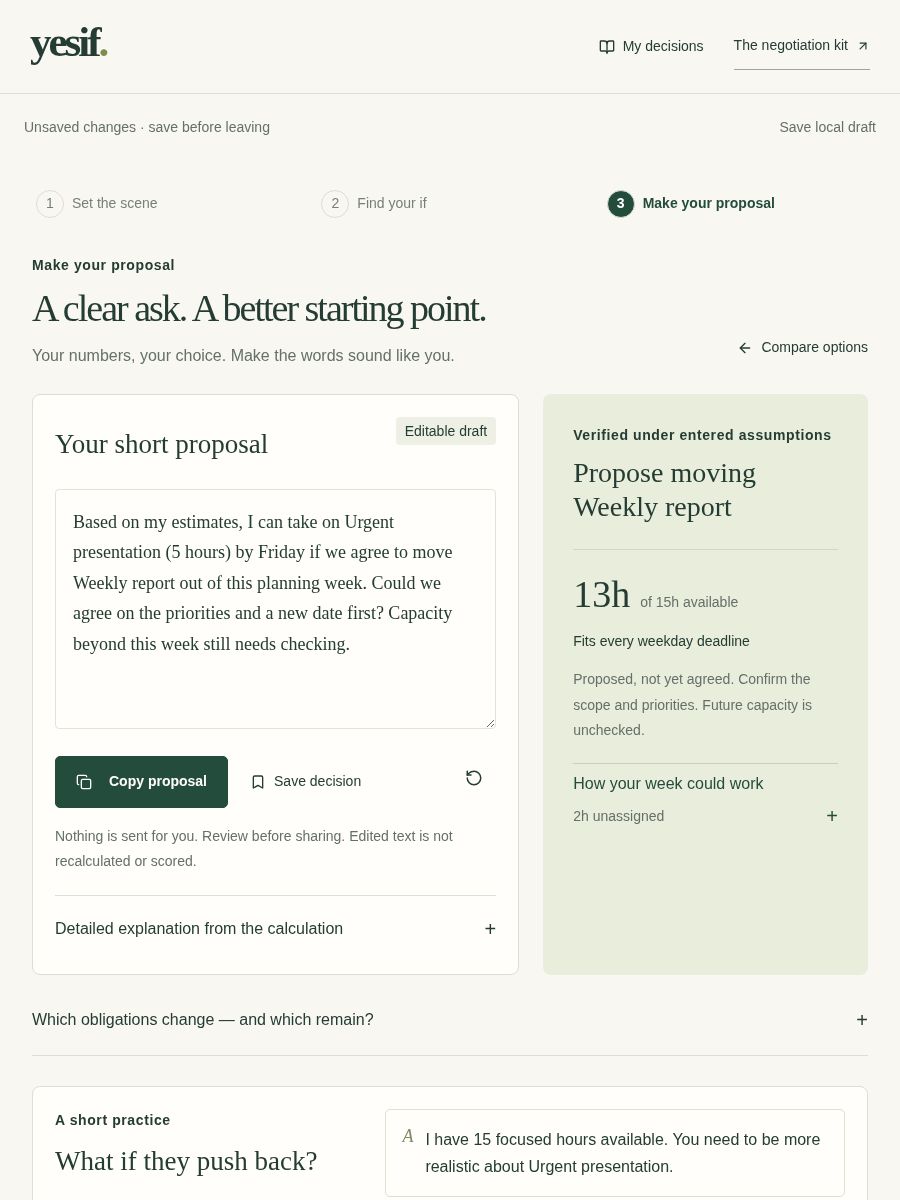 yesif.
My decisions
The negotiation kit
Unsaved changes · save before leaving
Save local draft
1 Set the scene
2 Find your if
3 Make your proposal
Make your proposal
A clear ask. A better starting point.
Your numbers, your choice. Make the words sound like you.
Compare options
Your short proposal
Editable draft
Based on my estimates, I can take on Urgent
presentation (5 hours) by Friday if we agree to move
Weekly report out of this planning week. Could we
agree on the priorities and a new date first? Capacity
beyond this week still needs checking.
Copy proposal
Save decision
Nothing is sent for you. Review before sharing. Edited text is not
recalculated or scored.
Detailed explanation from the calculation +
Verified under entered assumptions
Propose moving
Weekly report
13h of 15h available
Fits every weekday deadline
Proposed, not yet agreed. Confirm the
scope and priorities. Future capacity is
unchecked.
How your week could work
2h unassigned +
Which obligations change — and which remain? +
A short practice
What if they push back?
A I have 15 focused hours available. You need to be more
realistic about Urgent presentation.